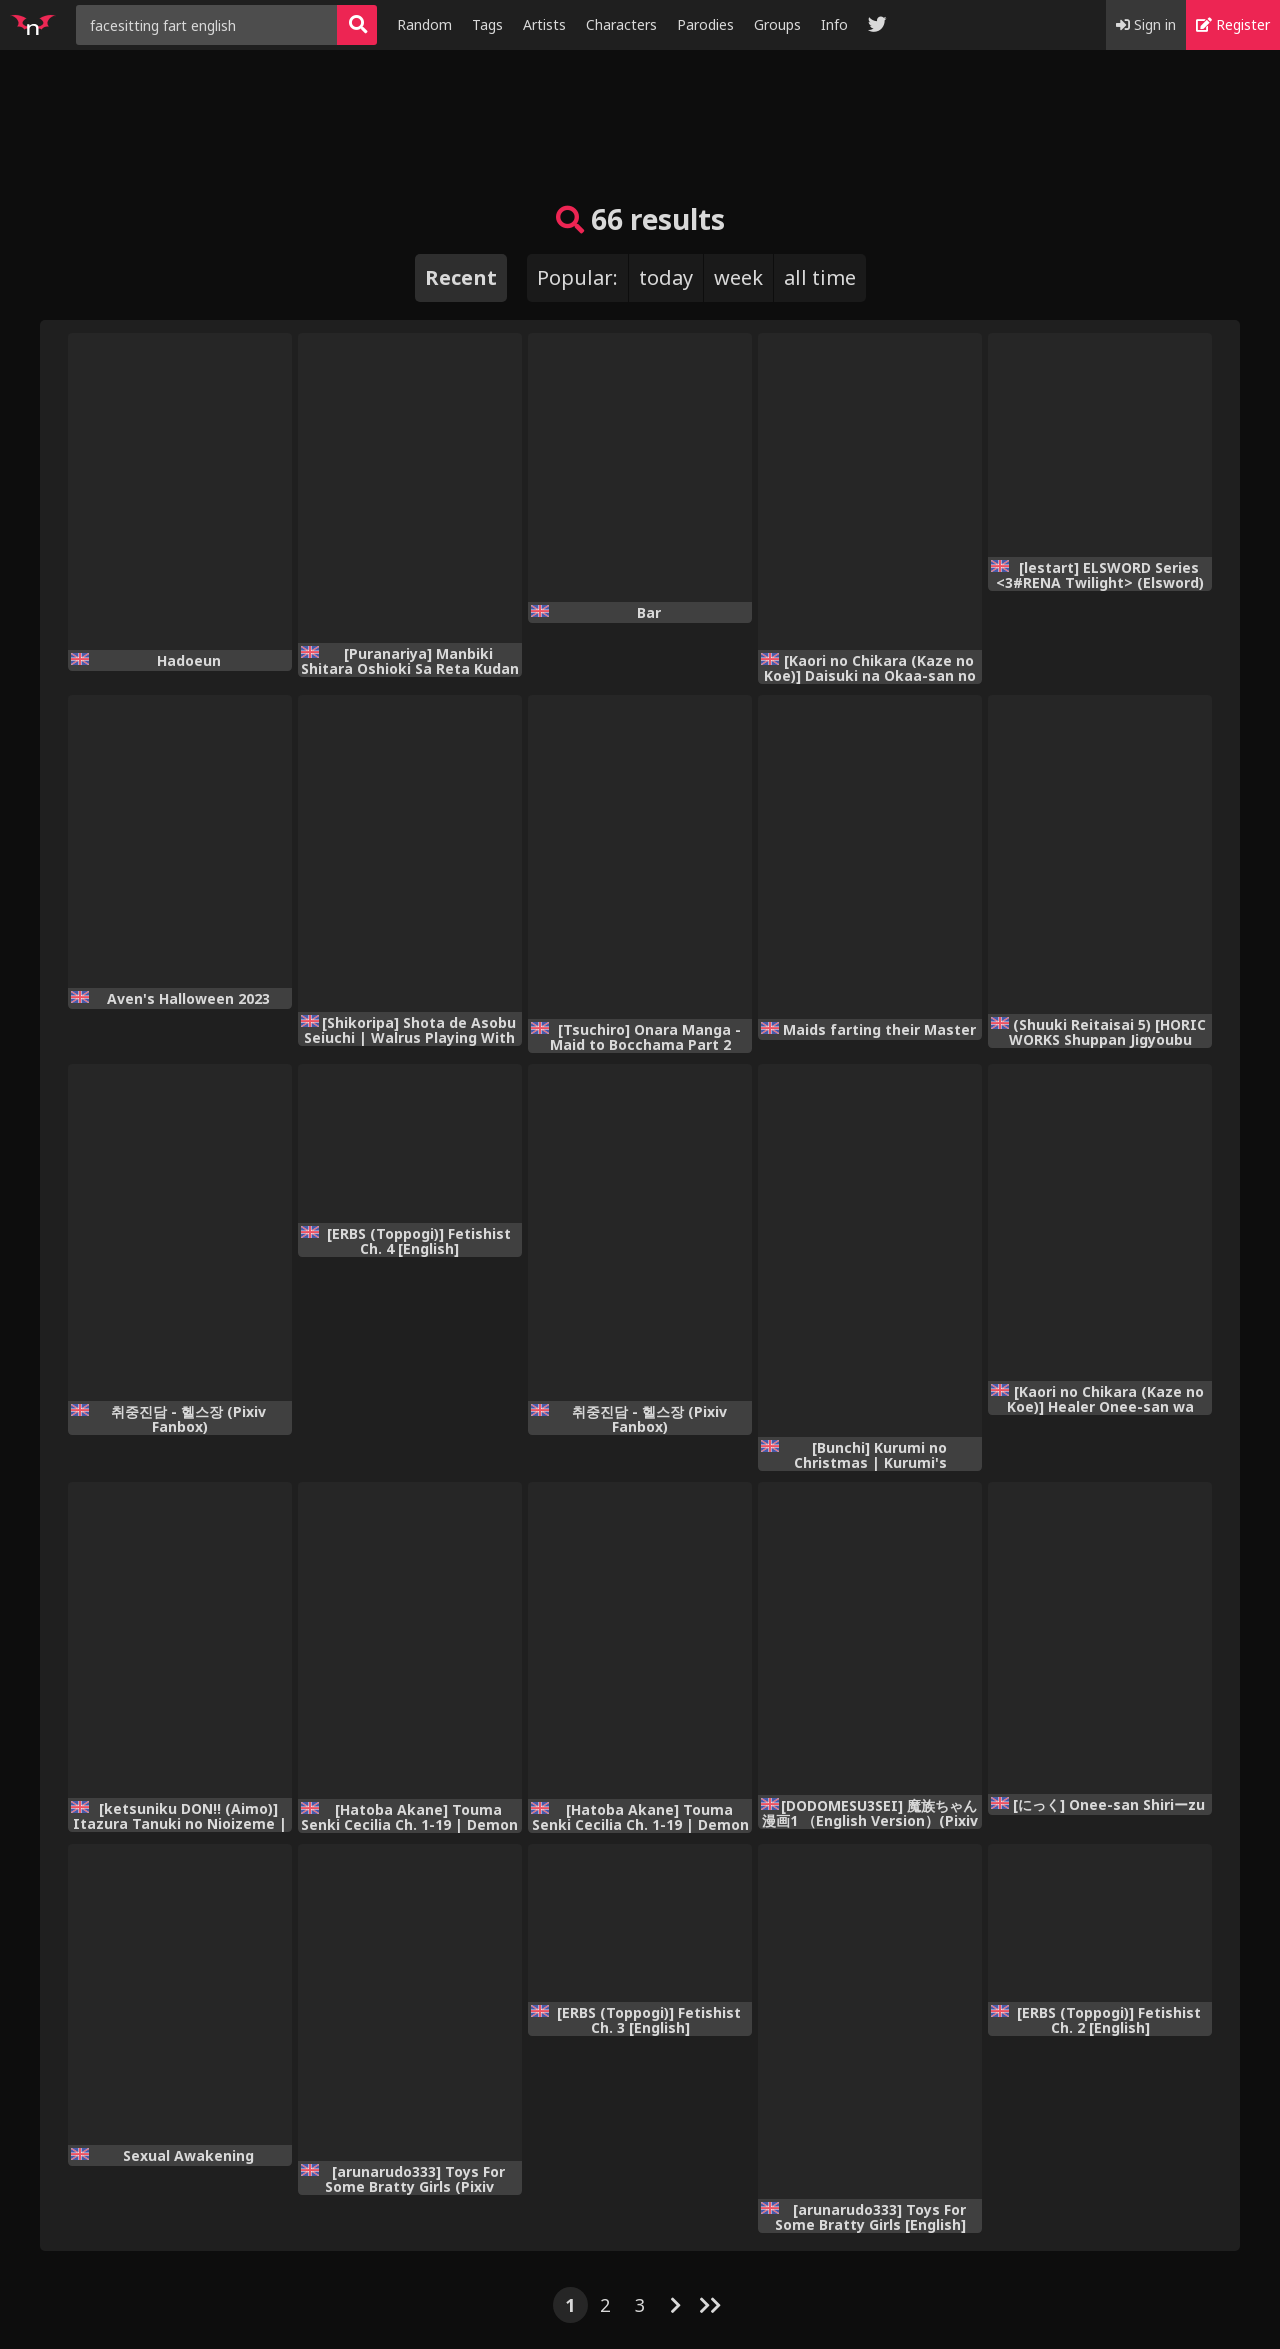 n
facesitting fart english
Random Tags Artists Characters Parodies Groups Info
Sign in
Register
66 results
Recent
Popular: today week all time
Hadoeun
[Puranariya] Manbiki
Shitara Oshioki Sa Reta Kudan
Bar
[Kaori no Chikara (Kaze no
Koe)] Daisuki na Okaa-san no
[lestart] ELSWORD Series
<3#RENA Twilight> (Elsword)
Aven's Halloween 2023
[Shikoripa] Shota de Asobu
Seiuchi | Walrus Playing With
[Tsuchiro] Onara Manga -
Maid to Bocchama Part 2
Maids farting their Master
(Shuuki Reitaisai 5) [HORIC
WORKS Shuppan Jigyoubu
취중진담 - 헬스장 (Pixiv
Fanbox)
[ERBS (Toppogi)] Fetishist
Ch. 4 [English]
취중진담 - 헬스장 (Pixiv
Fanbox)
[Bunchi] Kurumi no
Christmas | Kurumi's
[Kaori no Chikara (Kaze no
Koe)] Healer Onee-san wa
[ketsuniku DON!! (Aimo)]
Itazura Tanuki no Nioizeme |
[Hatoba Akane] Touma
Senki Cecilia Ch. 1-19 | Demon
[Hatoba Akane] Touma
Senki Cecilia Ch. 1-19 | Demon
[DODOMESU3SEI] 魔族ちゃん
漫画1 （English Version）(Pixiv
[にっく] Onee-san Shiriーzu
Sexual Awakening
[arunarudo333] Toys For
Some Bratty Girls (Pixiv
[ERBS (Toppogi)] Fetishist
Ch. 3 [English]
[arunarudo333] Toys For
Some Bratty Girls [English]
[ERBS (Toppogi)] Fetishist
Ch. 2 [English]
1 2 3